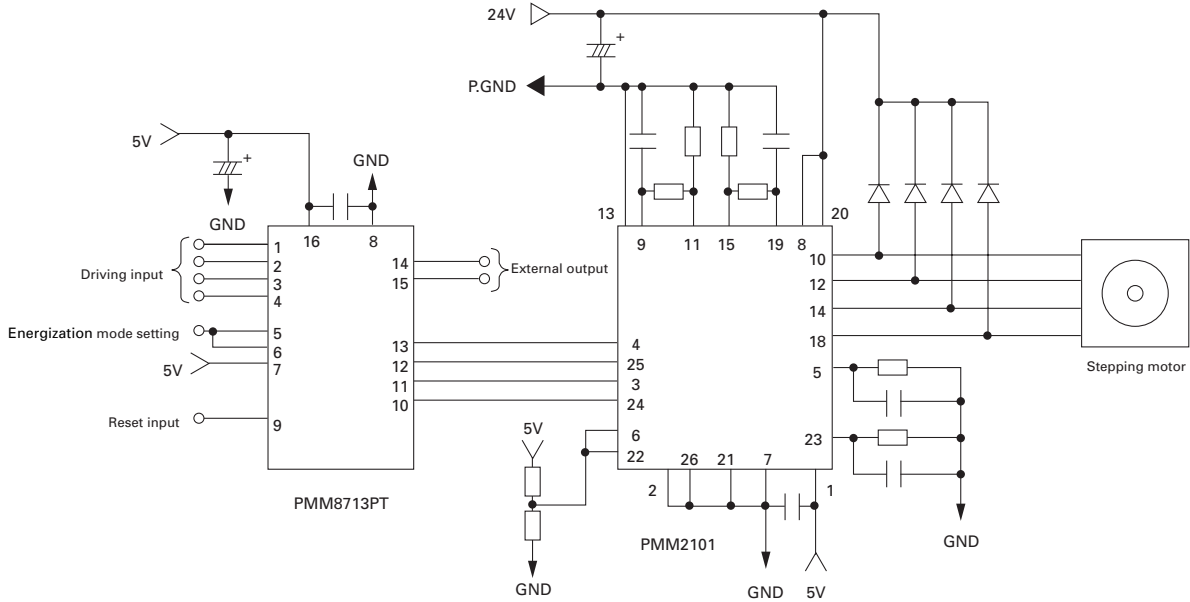 24V
+
P.GND
5V
+
GND
GND
13
20
16
8
9
11
15
19
8
1
2
3
4
Driving input
14
15
External output
10
12
14
18
Energization mode setting
5
6
5V
7
13
12
11
10
4
25
3
24
5
Stepping motor
Reset input
9
5V
6
22
23
26
21
7
2
1
PMM8713PT
PMM2101
GND
GND
GND
5V